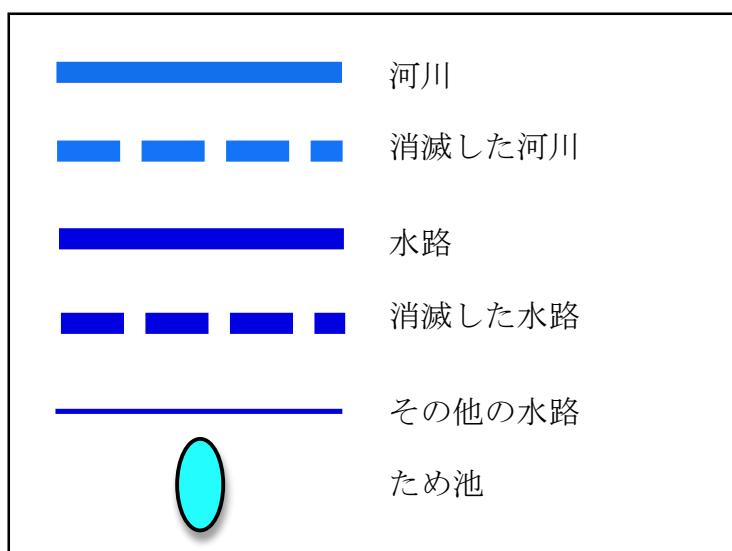 河川
消滅した河川
水路
消滅した水路
その他の水路
ため池